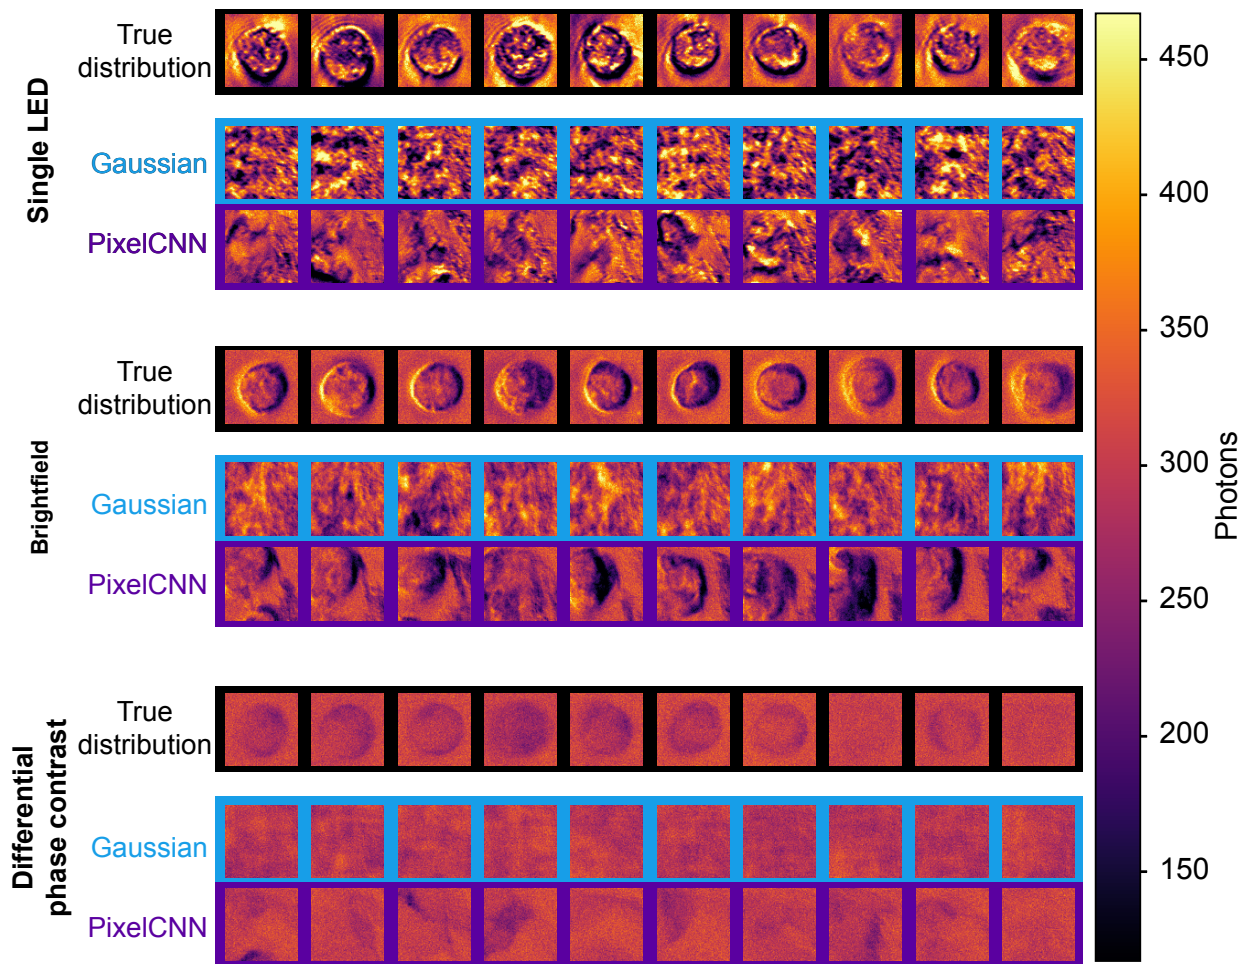 Single LED
True
distribution
Gaussian
PixelCNN
Brightfield
True
distribution
Gaussian
PixelCNN
Differential
phase contrast
True
distribution
Gaussian
PixelCNN
450
400
350
300
250
200
150
Photons